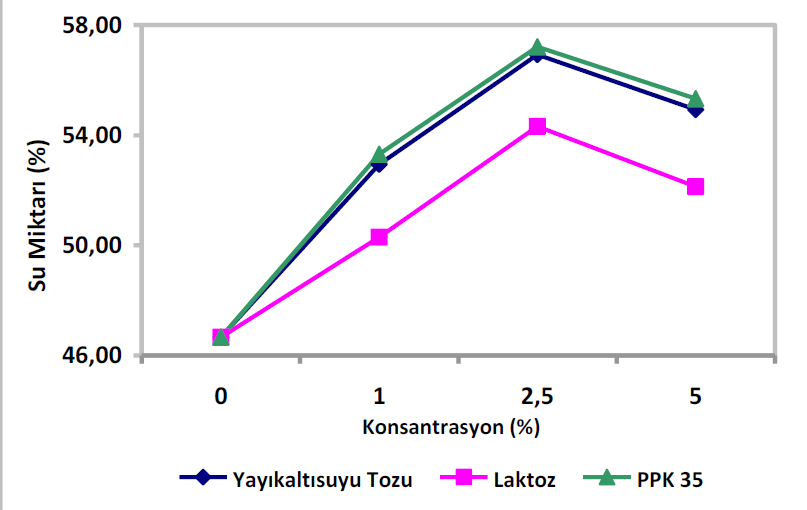 58,00
54,00
50,00
46,00
Su Miktarı (%)
0 1 2,5 5
Konsantrasyon (%)
Yayıkaltısuyu Tozu Laktoz PPK 35